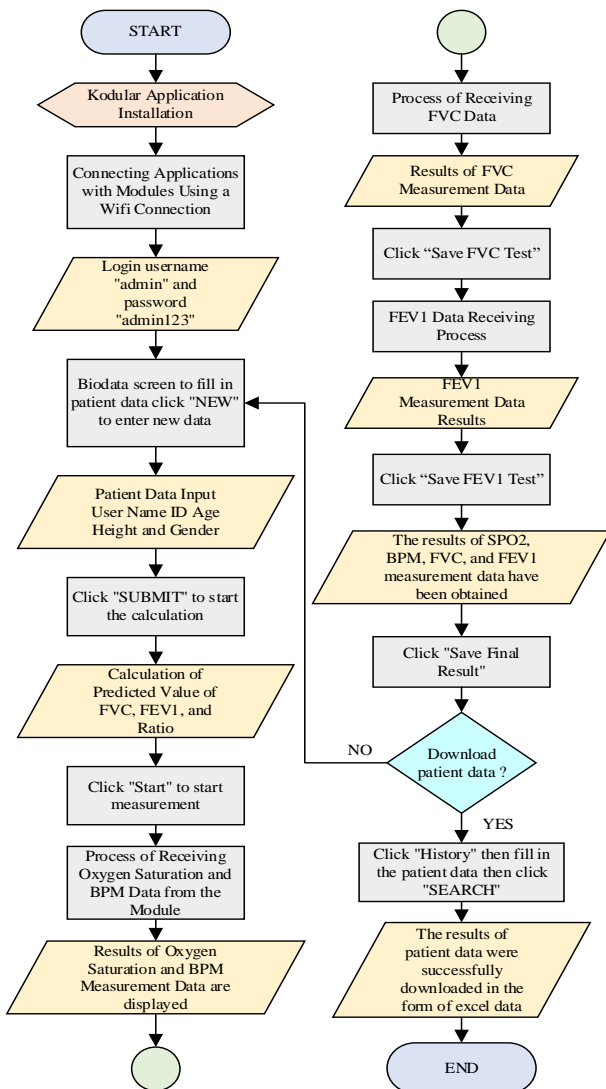 START
Kodular Application
Installation
Connecting Applications
with Modules Using a
Wifi Connection
Login username
"admin" and
password
"admin123"
Biodata screen to fill in
patient data click "NEW"
to enter new data
Patient Data Input
User Name ID Age
Height and Gender
Click "SUBMIT" to start
the calculation
Calculation of
Predicted Value of
FVC, FEV1, and
Ratio
Click "Start" to start
measurement
Process of Receiving
Oxygen Saturation and
BPM Data from the
Module
Results of Oxygen
Saturation and BPM
Measurement Data are
displayed
Process of Receiving
FVC Data
Results of FVC
Measurement Data
Click “Save FVC Test”
FEV1 Data Receiving
Process
FEV1
Measurement Data
Results
Click “Save FEV1 Test”
The results of SPO2,
BPM, FVC, and FEV1
measurement data have
been obtained
Click "Save Final
Result"
Download
patient data ?
NO
YES
Click "History" then fill in
the patient data then click
"SEARCH"
The results of
patient data were
successfully
downloaded in the
form of excel data
END